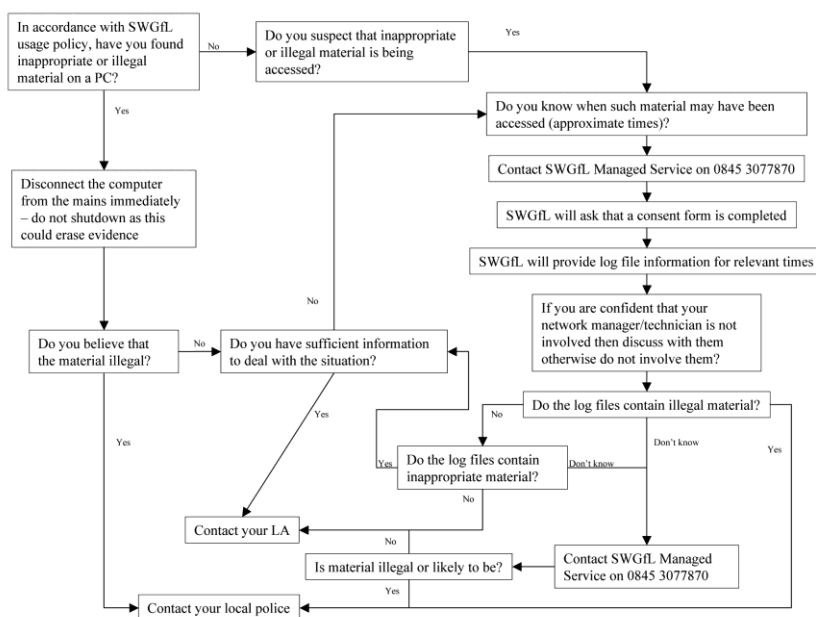 In accordance with SWGfL
usage policy, have you found
inappropriate or illegal
material on a PC?
No
Do you suspect that inappropriate
or illegal material is being
accessed?
Yes
Yes
Do you know when such material may have been
accessed (approximate times)?
Contact SWGfL Managed Service on 0845 3077870
Disconnect the computer
from the mains immediately
– do not shutdown as this
could erase evidence
SWGfL will ask that a consent form is completed
SWGfL will provide log file information for relevant times
No
If you are confident that your
network manager/technician is not
involved then discuss with them
otherwise do not involve them?
Do you believe that
the material illegal?
No
Do you have sufficient information
to deal with the situation?
Do the log files contain illegal material?
No
Yes
Yes
Don't know
Yes
Do the log files contain
inappropriate material?
Yes
Don't know
No
Contact your LA
No
Is material illegal or likely to be?
Contact SWGfL Managed
Service on 0845 3077870
Yes
Contact your local police